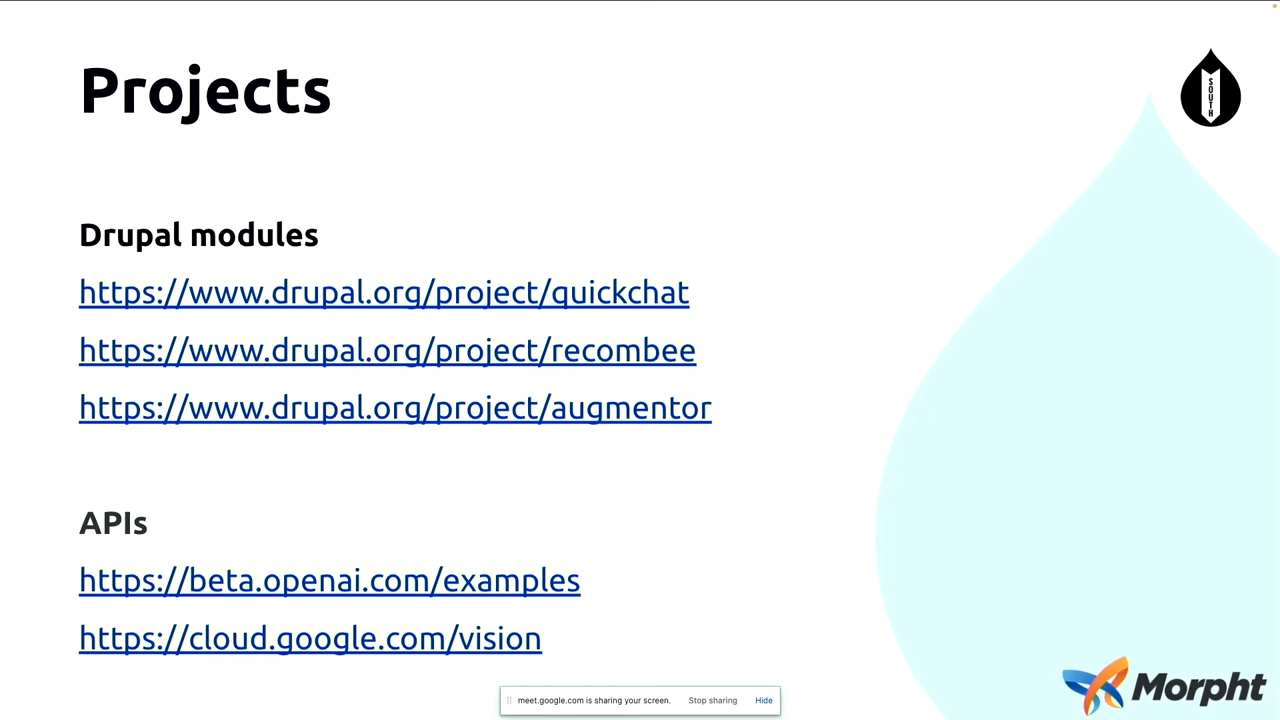 Projects
SOUTH
Drupal modules
https://www.drupal.org/project/quickchat
https://www.drupal.org/project/recombee
https://www.drupal.org/project/augmentor
APIs
https://beta.openai.com/examples
https://cloud.google.com/vision
meet.google.com is sharing your screen. Stop sharing Hide
Morpht